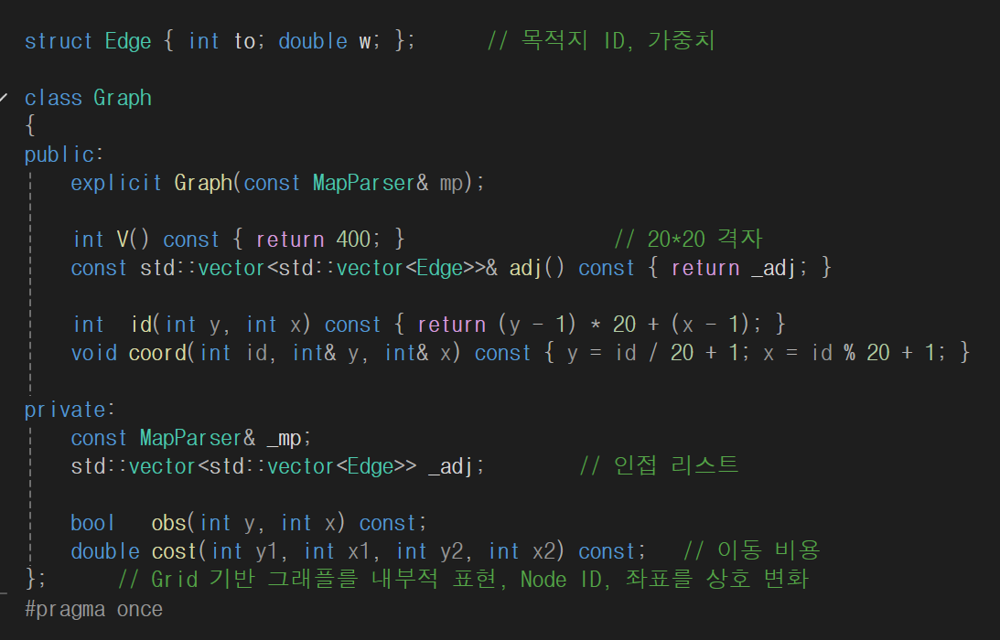 struct Edge { int to; double w; };      // 목적지 ID, 가중치
class Graph
{
public:
    explicit Graph(const MapParser& mp);
    int V() const { return 400; }                  // 20*20 격자
    const std::vector<std::vector<Edge>>& adj() const { return _adj; }
    int  id(int y, int x) const { return (y - 1) * 20 + (x - 1); }
    void coord(int id, int& y, int& x) const { y = id / 20 + 1; x = id % 20 + 1; }
private:
    const MapParser& _mp;
    std::vector<std::vector<Edge>> _adj;        // 인접 리스트
    bool   obs(int y, int x) const;
    double cost(int y1, int x1, int y2, int x2) const;   // 이동 비용
};      // Grid 기반 그래플를 내부적 표현, Node ID, 좌표를 상호 변화
#pragma once